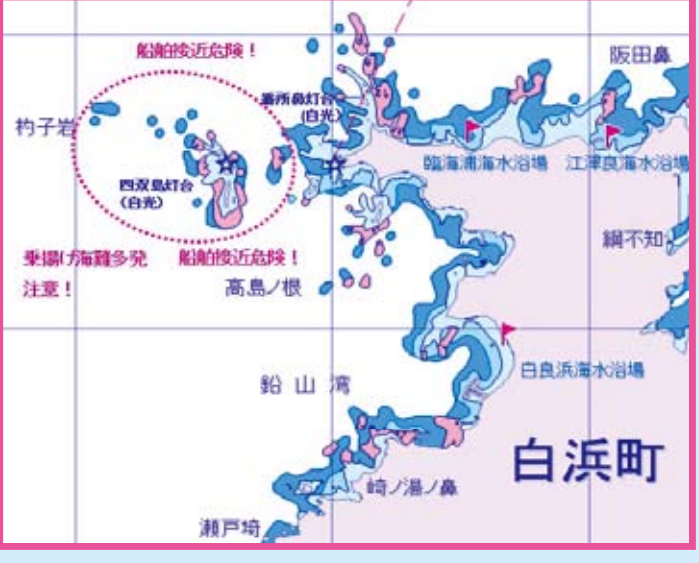 船舶接近危険！
阪田鼻
番所鼻灯台
(白光)
杓子岩
臨海浦海水浴場
江津良海水浴場
四双島灯台
(白光)
綱不知
乗揚げ海難多発
注意！
船舶接近危険！
高島ノ根
白良浜海水浴場
鉛山湾
白浜町
崎ノ湯ノ鼻
瀬戸埼